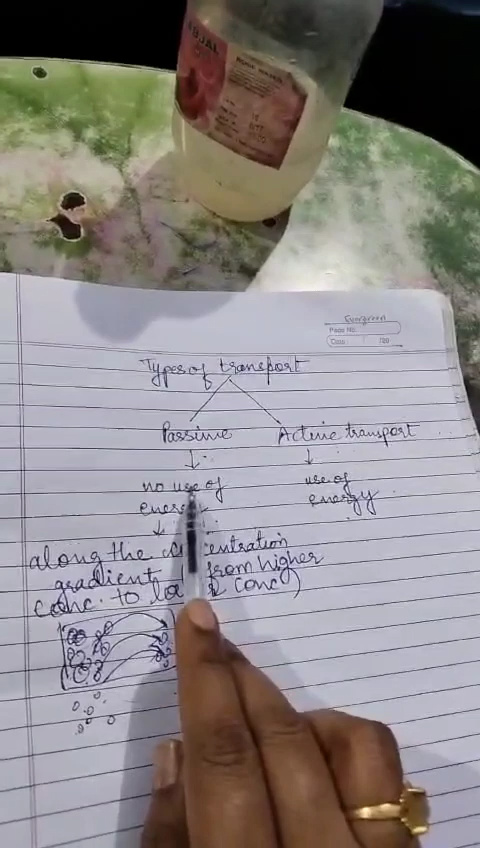 Evergreen
Page No.
Date: / /20
Types of transport
Passive Active transport
no use of use of
energy energy
along the concentration
gradient from higher
conc. to lower conc)